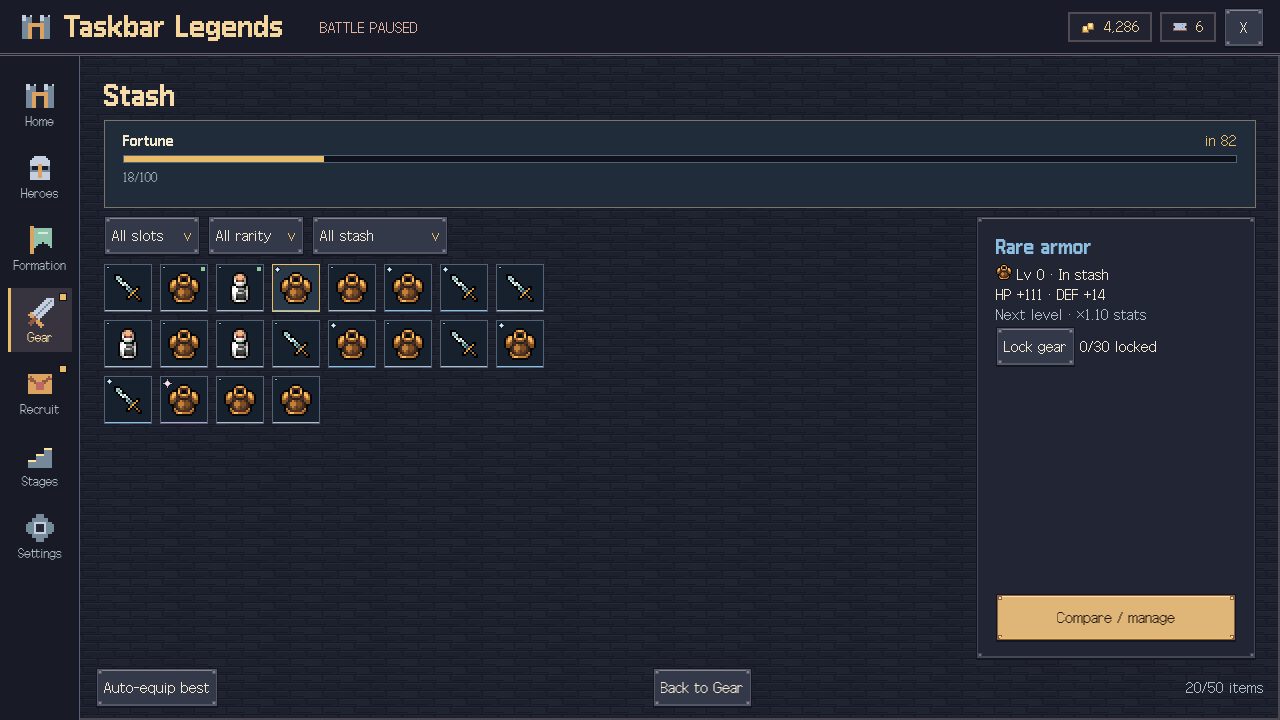 Taskbar Legends
BATTLE PAUSED
4,286
6
X
Home
Heroes
Formation
Gear
Recruit
Stages
Settings
Stash
Fortune
in 82
18/100
All slots v
All rarity v
All stash v
Rare armor
Lv 0 · In stash
HP +111 · DEF +14
Next level · ×1.10 stats
Lock gear
0/30 locked
Compare / manage
Auto-equip best
Back to Gear
20/50 items